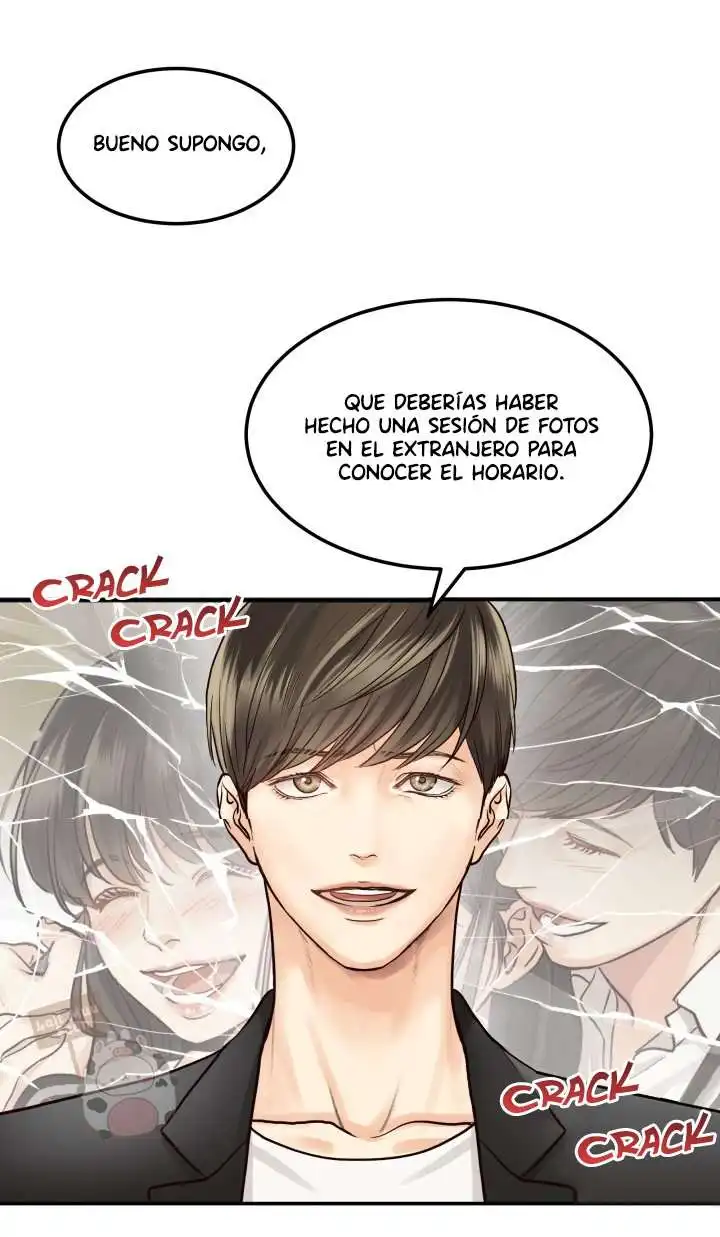 BUENO SUPONGO,
QUE DEBERÍAS HABER
HECHO UNA SESIÓN DE FOTOS
EN EL EXTRANJERO PARA
CONOCER EL HORARIO.
CRACK
CRACK
CRACK
CRACK